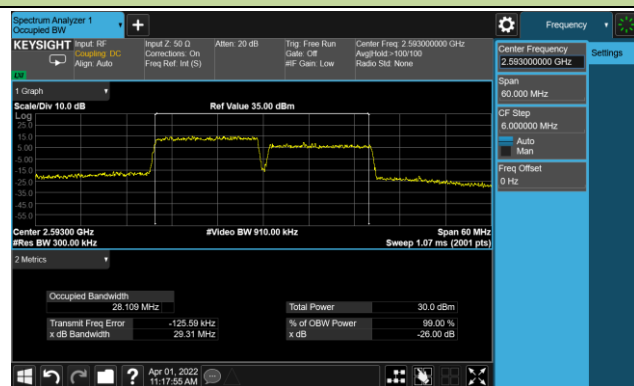 Spectrum Analyzer 1
Occupied BW
Frequency
KEYSIGHT
Input: RF
Coupling: DC
Align: Auto
Input Z: 50 Ω
Corrections: On
Freq Ref: Int (S)
Atten: 20 dB
Trig: Free Run
Gate: Off
#IF Gain: Low
Center Freq: 2.593000000 GHz
Avg|Hold:>100/100
Radio Std: None
Center Frequency
2.593000000 GHz
Settings
Span
60.000 MHz
CF Step
6.000000 MHz
Auto
Man
Freq Offset
0 Hz
1 Graph
Scale/Div 10.0 dB
Ref Value 35.00 dBm
Log
25.0
15.0
5.00
-5.00
-15.0
-25.0
-35.0
-45.0
-55.0
Center 2.59300 GHz
#Video BW 910.00 kHz
Span 60 MHz
#Res BW 300.00 kHz
Sweep 1.07 ms (2001 pts)
2 Metrics
Occupied Bandwidth
28.109 MHz
Total Power
30.0 dBm
Transmit Freq Error
-125.59 kHz
% of OBW Power
99.00 %
x dB Bandwidth
29.31 MHz
x dB
-26.00 dB
?
Apr 01, 2022
11:17:55 AM